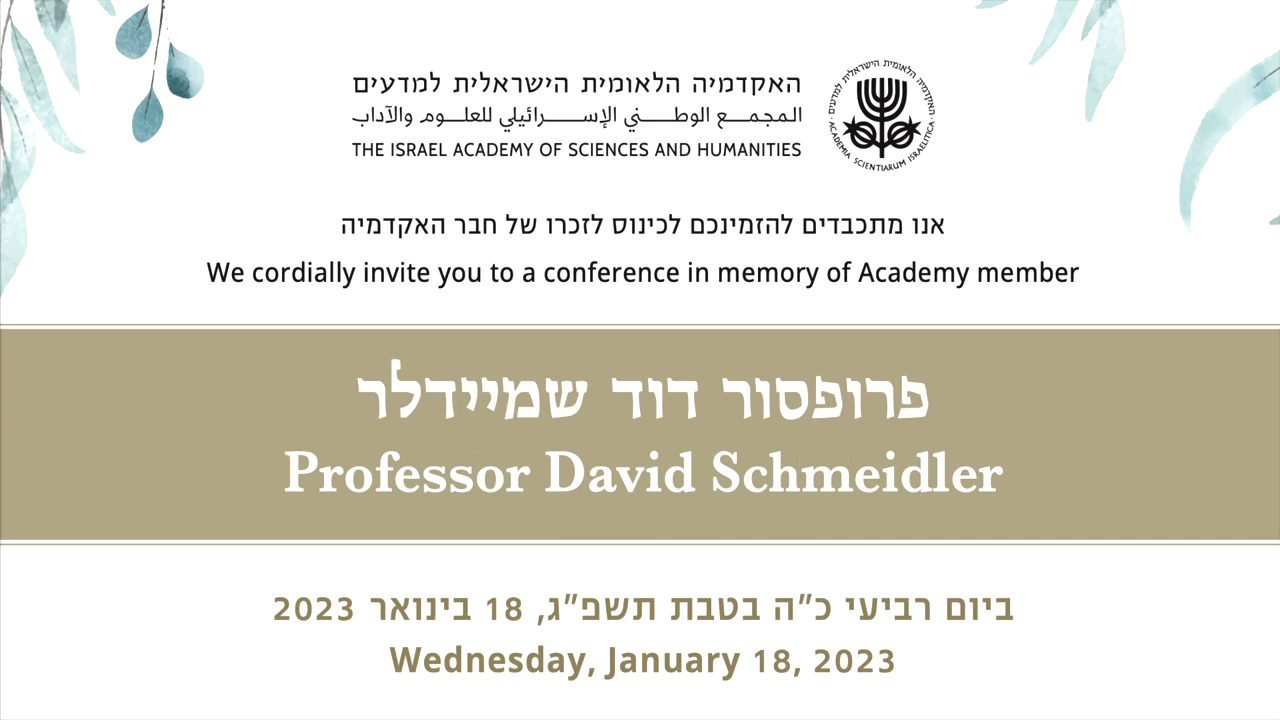 האקדמיה הלאומית הישראלית למדעים
المجمع الوطني الإسرائيلي للعلوم والآداب
THE ISRAEL ACADEMY OF SCIENCES AND HUMANITIES
האקדמיה הלאומית הישראלית למדעים
· ACADEMIA SCIENTIARUM ISRAELITICA ·
אנו מתכבדים להזמינכם לכינוס לזכרו של חבר האקדמיה
We cordially invite you to a conference in memory of Academy member
פרופסור דוד שמיידלר
Professor David Schmeidler
ביום רביעי כ"ה בטבת תשפ"ג, 18 בינואר 2023
Wednesday, January 18, 2023